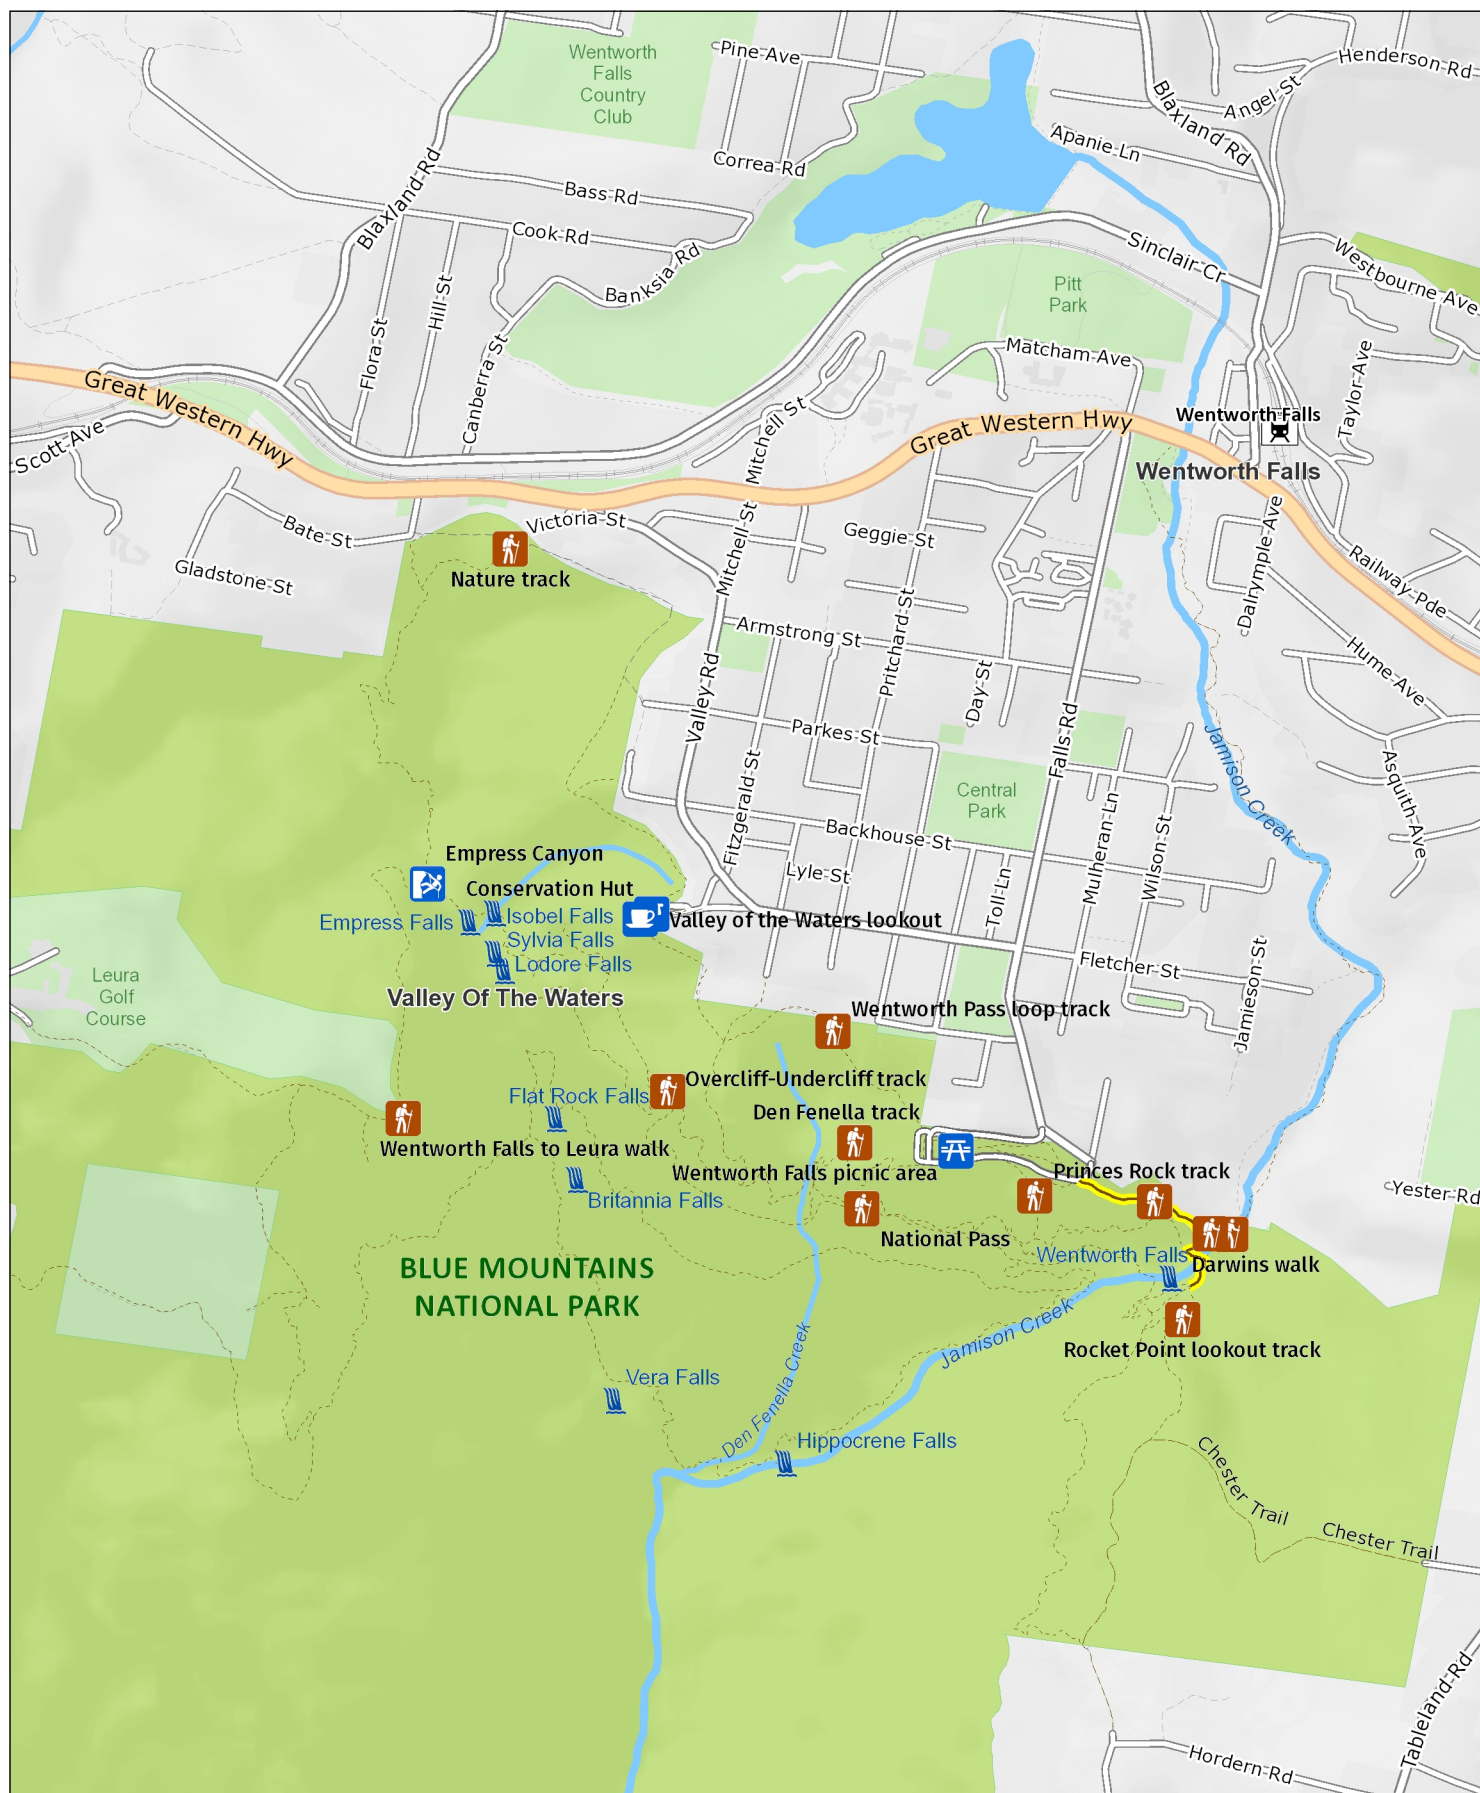 Wentworth
Falls
Country
Club
Pine Ave
Henderson Rd
Angel St
Blaxland Rd
Apanie Ln
Correa Rd
Bass Rd
Blaxland Rd
Cook Rd
Banksia Rd
Sinclair Cr
Westbourne Ave
Pitt
Park
Hill St
Flora St
Canberra St
Matcham Ave
Taylor Ave
Great Western Hwy
Scott Ave
Mitchell St
Great Western Hwy
Wentworth Falls
Wentworth Falls
Victoria St
Bate St
Mitchell St
Geggie St
Dalrymple Ave
Railway Pde
Gladstone St
Nature track
Armstrong St
Pritchard St
Hume Ave
Valley Rd
Day St
Parkes St
Falls Rd
Jamison Creek
Asquith Ave
Central
Park
Fitzgerald St
Backhouse St
Mulheran Ln
Wilson St
Lyle St
Toll Ln
Empress Canyon
Conservation Hut
Empress Falls
Isobel Falls
Valley of the Waters lookout
Sylvia Falls
Lodore Falls
Fletcher St
Jamieson St
Leura
Golf
Course
Valley Of The Waters
Wentworth Pass loop track
Overcliff-Undercliff track
Flat Rock Falls
Den Fenella track
Wentworth Falls to Leura walk
Wentworth Falls picnic area
Princes Rock track
Yester Rd
Britannia Falls
National Pass
Wentworth Falls
Darwins walk
BLUE MOUNTAINS
NATIONAL PARK
Jamison Creek
Rocket Point lookout track
Vera Falls
Den Fenella Creek
Hippocrene Falls
Chester Trail
Chester Trail
Tableland Rd
Hordern Rd